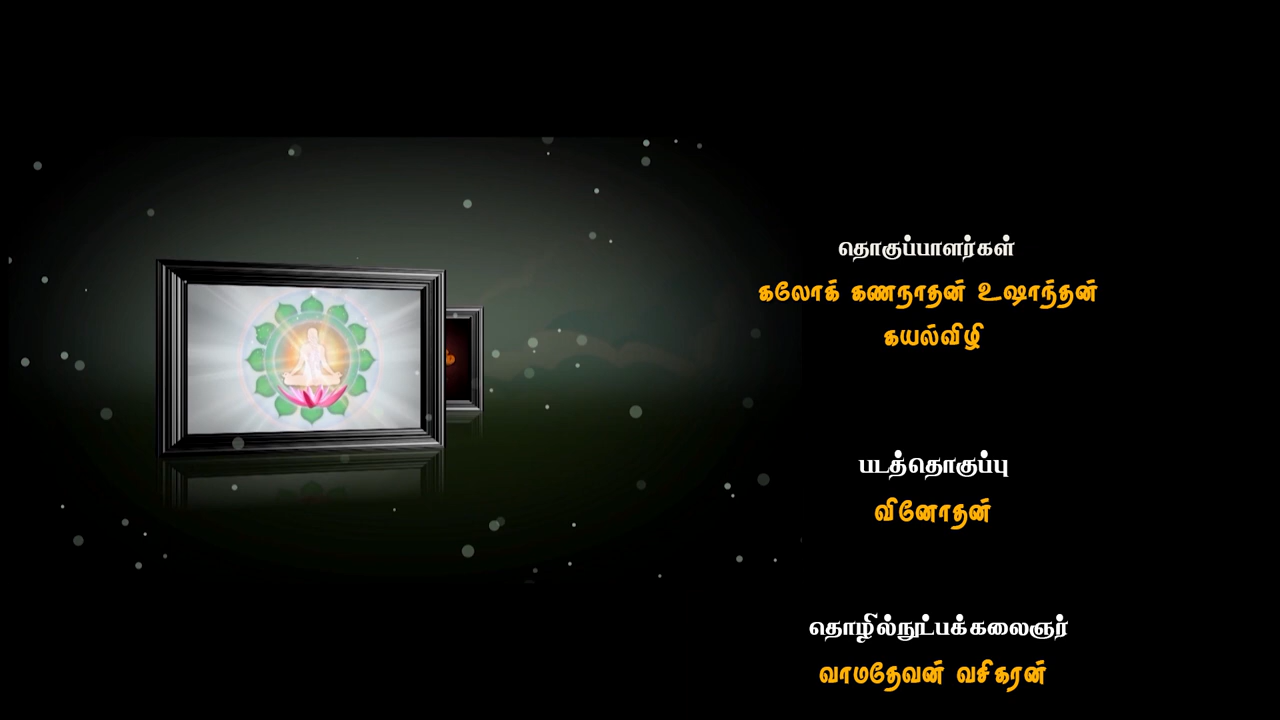 தொகுப்பாளர்கள்
கலோக் கணநாதன் உஷாந்தன்
கயல்விழி
படத்தொகுப்பு
வினோதன்
தொழில்நுட்பக்கலைஞர்
வாமதேவன் வசிகரன்